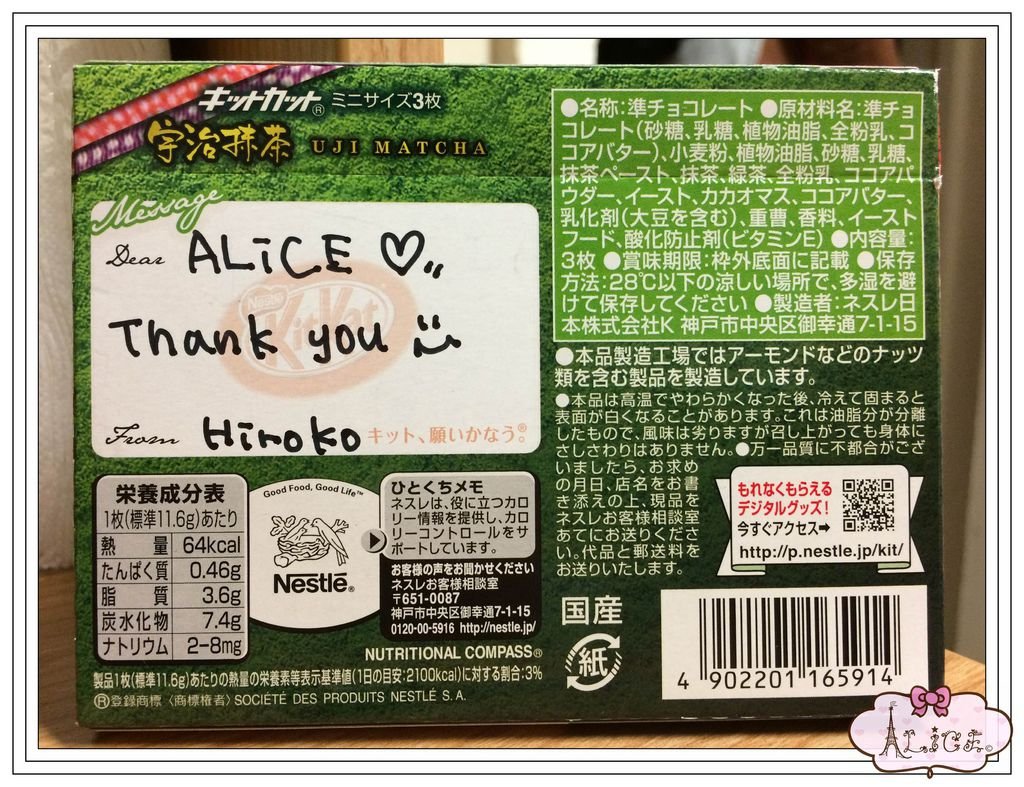 キットカット® ミニサイズ3枚
宇治抹茶 UJI MATCHA
Message
Dear ALiCE ♡
Nestlé
KitKat
Thank you
From Hiroko
キット、願いかなう。®
●名称:準チョコレート ●原材料名:準チョ
コレート(砂糖、乳糖、植物油脂、全粉乳、コ
コアバター)、小麦粉、植物油脂、砂糖、乳糖、
抹茶ペースト、抹茶、緑茶、全粉乳、ココアパ
ウダー、イースト、カカオマス、ココアバター、
乳化剤(大豆を含む)、重曹、香料、イースト
フード、酸化防止剤(ビタミンE) ●内容量:
3枚 ●賞味期限:枠外底面に記載 ●保存
方法:28℃以下の涼しい場所で、多湿を避
けて保存してください ●製造者:ネスレ日
本株式会社K 神戸市中央区御幸通7-1-15
●本品製造工場ではアーモンドなどのナッツ
類を含む製品を製造しています。
●本品は高温でやわらかくなった後、冷えて固まると
表面が白くなることがあります。これは油脂分が分離
したもので、風味は劣りますが召し上がっても身体に
さしさわりはありません。●万一品質に不都合がござ
いましたら、お求め
の月日、店名をお書
き添えの上、現品を
ネスレお客様相談室
あてにお送りください。代品と郵送料を
お送りいたします。
もれなくもらえる
デジタルグッズ!
今すぐアクセス➡
http://p.nestle.jp/kit/
栄養成分表
1枚(標準11.6g)あたり
熱量 64kcal
たんぱく質 0.46g
脂質 3.6g
炭水化物 7.4g
ナトリウム 2-8mg
Good Food, Good Life™
Nestlé®
ひとくちメモ
ネスレは、役に立つカロ
リー情報を提供し、カロ
リーコントロールをサ
ポートしています。
お客様の声をお聞かせください
ネスレお客様相談室
〒651-0087
神戸市中央区御幸通7-1-15
0120-00-5916 http://nestle.jp/
NUTRITIONAL COMPASS®
製品1枚(標準11.6g)あたりの熱量の栄養素等表示基準値(1日の目安:2100kcal)に対する割合:3%
®登録商標〈商標権者〉SOCIÉTÉ DES PRODUITS NESTLÉ S. A.
国産
紙
4 902201 165914
ALiCE©